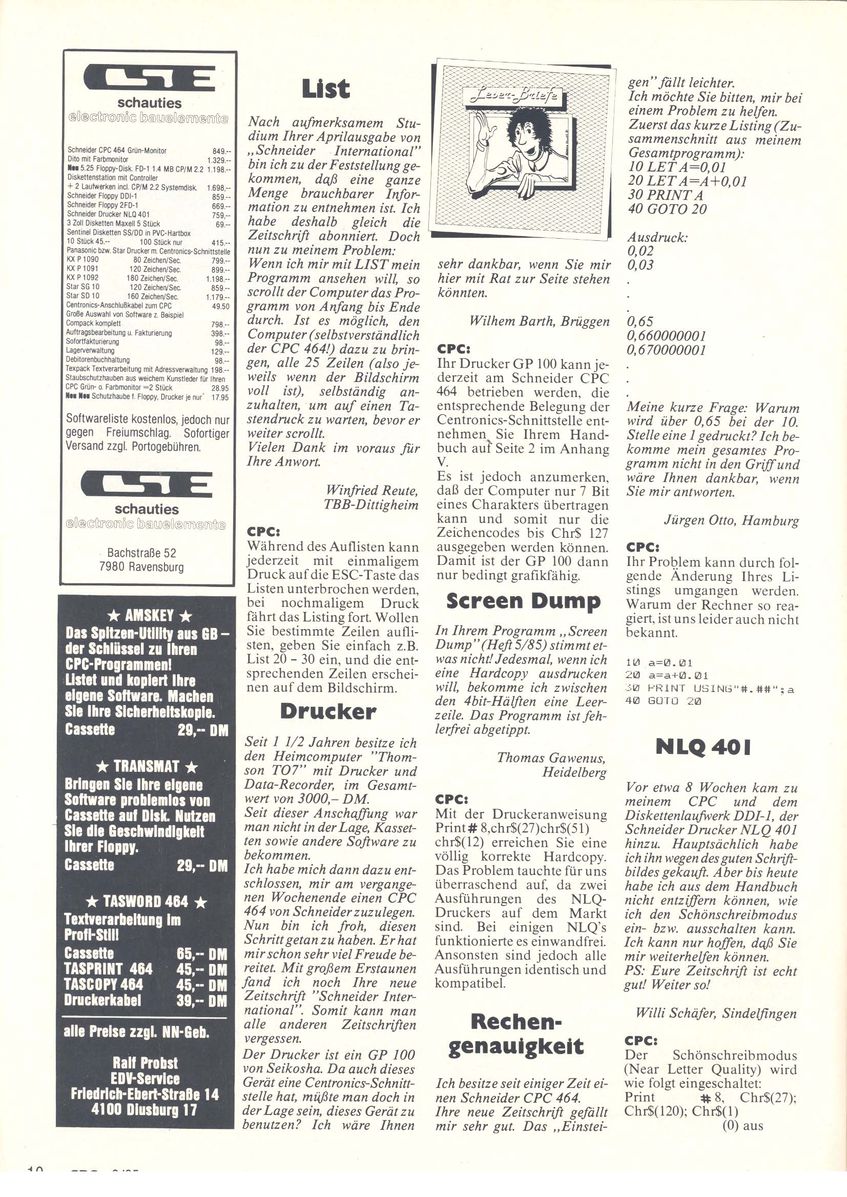 CSE
schauties
electronic bauelemente
Schneider CPC 464 Grün-Monitor 849.--
Dito mit Farbmonitor 1.329.--
Neu 5.25 Floppy-Disk. FD-1 1.4 MB CP/M 2.2 1.198.--
Diskettenstation mit Controller
+ 2 Laufwerken incl. CP/M 2.2 Systemdisk. 1.698,--
Schneider Floppy DDI-1 859.--
Schneider Floppy 2FD-1 669.--
Schneider Drucker NLQ 401 759,--
3 Zoll Disketten Maxell 5 Stück 69.--
Sentinel Disketten SS/DD in PVC-Hartbox
10 Stück 45.-- 100 Stück nur 415.--
Panasonic bzw. Star Drucker m. Centronics-Schnittstelle
KX P 1090 80 Zeichen/Sec. 799.--
KX P 1091 120 Zeichen/Sec. 899.--
KX P 1092 180 Zeichen/Sec. 1.198.--
Star SG 10 120 Zeichen/Sec. 859.--
Star SD 10 160 Zeichen/Sec. 1.179.--
Centronics-Anschlußkabel zum CPC 49.50
Große Auswahl von Software z. Beispiel
Compack komplett 798.--
Auftragsbearbeitung u. Fakturierung 398.--
Sofortfakturierung 98.--
Lagerverwaltung 129.--
Debitorenbuchhaltung 98.--
Texpack Textverarbeitung mit Adressverwaltung 198.--
Staubschutzhauben aus weichem Kunstleder für Ihren
CPC Grün- o. Farbmonitor = 2 Stück 28.95
Neu Neu Schutzhaube f. Floppy, Drucker je nur 17.95
Softwareliste kostenlos, jedoch nur
gegen Freiumschlag. Sofortiger
Versand zzgl. Portogebühren.
CSE
schauties
electronic bauelemente
Bachstraße 52
7980 Ravensburg
★ AMSKEY ★
Das Spitzen-Utility aus GB –
der Schlüssel zu Ihren
CPC-Programmen!
Listet und kopiert Ihre
eigene Software. Machen
Sie Ihre Sicherheitskopie.
Cassette 29,-- DM
★ TRANSMAT ★
Bringen Sie Ihre eigene
Software problemlos von
Cassette auf Disk. Nutzen
Sie die Geschwindigkeit
Ihrer Floppy.
Cassette 29,-- DM
★ TASWORD 464 ★
Textverarbeitung im
Profi-Stil!
Cassette 65,-- DM
TASPRINT 464 45,-- DM
TASCOPY 464 45,-- DM
Druckerkabel 39,-- DM
alle Preise zzgl. NN-Geb.
Ralf Probst
EDV-Service
Friedrich-Ebert-Straße 14
4100 Diusburg 17
List
Nach aufmerksamem Stu-
dium Ihrer Aprilausgabe von
„Schneider International"
bin ich zu der Feststellung ge-
kommen, daß eine ganze
Menge brauchbarer Infor-
mation zu entnehmen ist. Ich
habe deshalb gleich die
Zeitschrift abonniert. Doch
nun zu meinem Problem:
Wenn ich mir mit LIST mein
Programm ansehen will, so
scrollt der Computer das Pro-
gramm von Anfang bis Ende
durch. Ist es möglich, den
Computer (selbstverständlich
der CPC 464!) dazu zu brin-
gen, alle 25 Zeilen (also je-
weils wenn der Bildschirm
voll ist), selbständig an-
zuhalten, um auf einen Ta-
stendruck zu warten, bevor er
weiter scrollt.
Vielen Dank im voraus für
Ihre Anwort.
Winfried Reute,
TBB-Dittigheim
CPC:
Während des Auflisten kann
jederzeit mit einmaligem
Druck auf die ESC-Taste das
Listen unterbrochen werden,
bei nochmaligem Druck
fährt das Listing fort. Wollen
Sie bestimmte Zeilen aufli-
sten, geben Sie einfach z.B.
List 20 – 30 ein, und die ent-
sprechenden Zeilen erschei-
nen auf dem Bildschirm.
Drucker
Seit 1 1/2 Jahren besitze ich
den Heimcomputer "Thom-
son TO7" mit Drucker und
Data-Recorder, im Gesamt-
wert von 3000,– DM.
Seit dieser Anschaffung war
man nicht in der Lage, Kasset-
ten sowie andere Software zu
bekommen.
Ich habe mich dann dazu ent-
schlossen, mir am vergange-
nen Wochenende einen CPC
464 von Schneider zuzulegen.
Nun bin ich froh, diesen
Schritt getan zu haben. Er hat
mir schon sehr viel Freude be-
reitet. Mit großem Erstaunen
fand ich noch Ihre neue
Zeitschrift "Schneider Inter-
national". Somit kann man
alle anderen Zeitschriften
vergessen.
Der Drucker ist ein GP 100
von Seikosha. Da auch dieses
Gerät eine Centronics-Schnitt-
stelle hat, müßte man doch in
der Lage sein, dieses Gerät zu
benutzen? Ich wäre Ihnen
Leser-Briefe
sehr dankbar, wenn Sie mir
hier mit Rat zur Seite stehen
könnten.
Wilhem Barth, Brüggen
CPC:
Ihr Drucker GP 100 kann je-
derzeit am Schneider CPC
464 betrieben werden, die
entsprechende Belegung der
Centronics-Schnittstelle ent-
nehmen Sie Ihrem Hand-
buch auf Seite 2 im Anhang
V.
Es ist jedoch anzumerken,
daß der Computer nur 7 Bit
eines Charakters übertragen
kann und somit nur die
Zeichencodes bis Chr$ 127
ausgegeben werden können.
Damit ist der GP 100 dann
nur bedingt grafikfähig.
Screen Dump
In Ihrem Programm „Screen
Dump" (Heft 5/85) stimmt et-
was nicht! Jedesmal, wenn ich
eine Hardcopy ausdrucken
will, bekomme ich zwischen
den 4bit-Hälften eine Leer-
zeile. Das Programm ist feh-
lerfrei abgetippt.
Thomas Gawenus,
Heidelberg
CPC:
Mit der Druckeranweisung
Print # 8,chr$(27)chr$(51)
chr$(12) erreichen Sie eine
völlig korrekte Hardcopy.
Das Problem tauchte für uns
überraschend auf, da zwei
Ausführungen des NLQ-
Druckers auf dem Markt
sind. Bei einigen NLQ's
funktionierte es einwandfrei.
Ansonsten sind jedoch alle
Ausführungen identisch und
kompatibel.
Rechen-
genauigkeit
Ich besitze seit einiger Zeit ei-
nen Schneider CPC 464.
Ihre neue Zeitschrift gefällt
mir sehr gut. Das „Einstei-
gen" fällt leichter.
Ich möchte Sie bitten, mir bei
einem Problem zu helfen.
Zuerst das kurze Listing (Zu-
sammenschnitt aus meinem
Gesamtprogramm):
10 LET A=0,01
20 LET A=A+0,01
30 PRINT A
40 GOTO 20
Ausdruck:
0,02
0,03
.
.
.
0,65
0,660000001
0,670000001
.
.
.
Meine kurze Frage: Warum
wird über 0,65 bei der 10.
Stelle eine 1 gedruckt? Ich be-
komme mein gesamtes Pro-
gramm nicht in den Griff und
wäre Ihnen dankbar, wenn
Sie mir antworten.
Jürgen Otto, Hamburg
CPC:
Ihr Problem kann durch fol-
gende Änderung Ihres Li-
stings umgangen werden.
Warum der Rechner so rea-
giert, ist uns leider auch nicht
bekannt.
10 a=0.01
20 a=a+0.01
30 PRINT USING"#.##";a
40 GOTO 20
NLQ 401
Vor etwa 8 Wochen kam zu
meinem CPC und dem
Diskettenlaufwerk DDI-1, der
Schneider Drucker NLQ 401
hinzu. Hauptsächlich habe
ich ihn wegen des guten Schrift-
bildes gekauft. Aber bis heute
habe ich aus dem Handbuch
nicht entziffern können, wie
ich den Schönschreibmodus
ein- bzw. ausschalten kann.
Ich kann nur hoffen, daß Sie
mir weiterhelfen können.
PS: Eure Zeitschrift ist echt
gut! Weiter so!
Willi Schäfer, Sindelfingen
CPC:
Der Schönschreibmodus
(Near Letter Quality) wird
wie folgt eingeschaltet:
Print # 8, Chr$(27);
Chr$(120); Chr$(1)
(0) aus